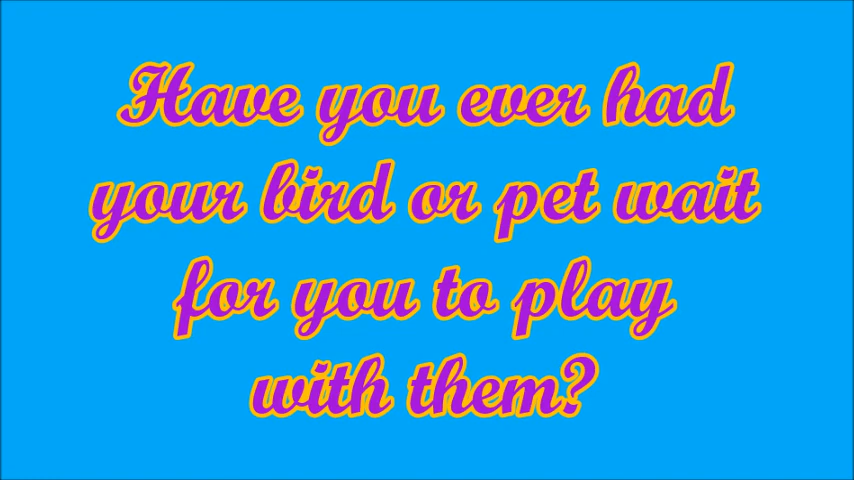 Have you ever had
your bird or pet wait
for you to play
with them?